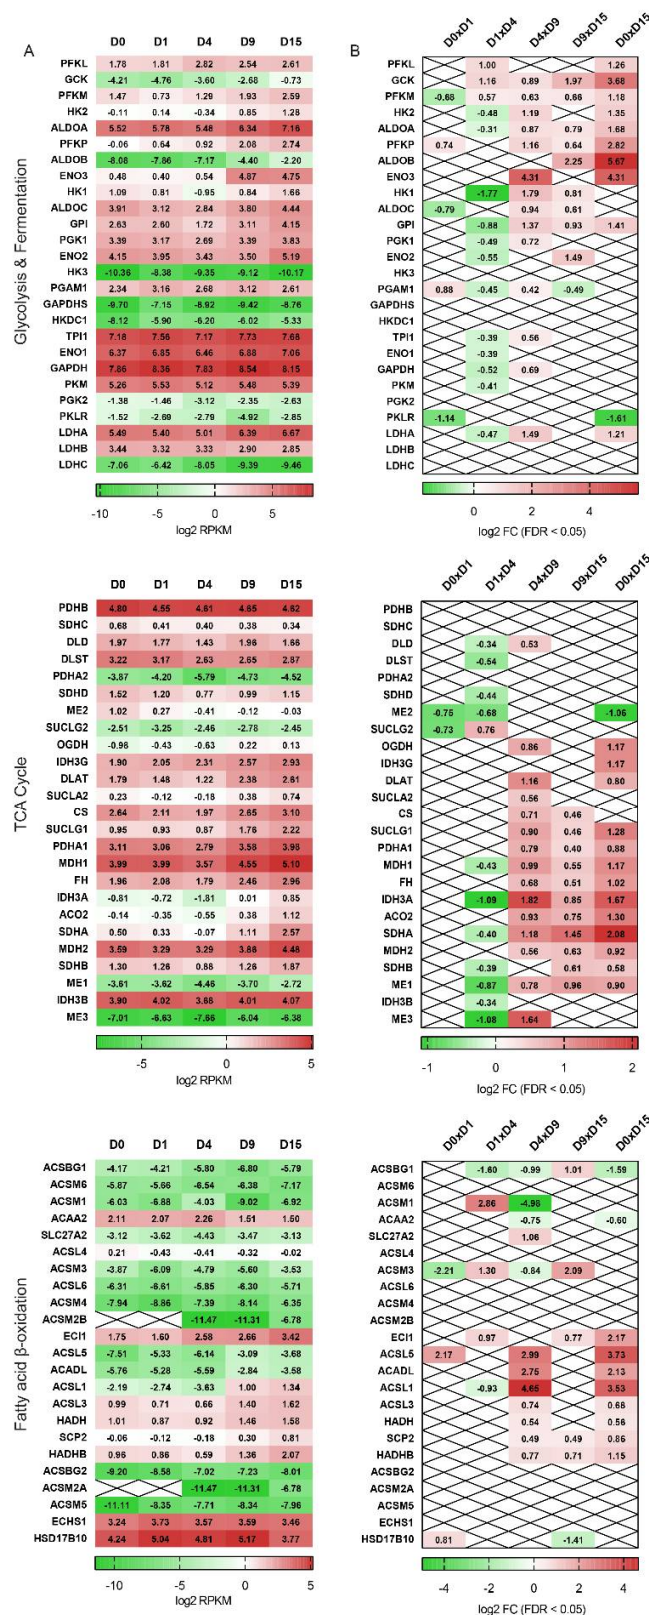 A
D0 D1 D4 D9 D15
Glycolysis & Fermentation
PFKL 1.78 1.81 2.82 2.54 2.61
GCK -4.21 -4.76 -3.60 -2.68 -0.73
PFKM 1.47 0.73 1.29 1.93 2.59
HK2 -0.11 0.14 -0.34 0.85 1.28
ALDOA 5.52 5.78 5.48 6.34 7.16
PFKP -0.06 0.64 0.92 2.08 2.74
ALDOB -8.08 -7.86 -7.17 -4.40 -2.20
ENO3 0.48 0.40 0.54 4.87 4.75
HK1 1.09 0.81 -0.95 0.84 1.66
ALDOC 3.91 3.12 2.84 3.80 4.44
GPI 2.63 2.60 1.72 3.11 4.15
PGK1 3.39 3.17 2.69 3.39 3.83
ENO2 4.15 3.95 3.43 3.50 5.19
HK3 -10.36 -8.38 -9.35 -9.12 -10.17
PGAM1 2.34 3.16 2.68 3.12 2.61
GAPDHS -9.70 -7.15 -8.92 -9.42 -8.76
HKDC1 -8.12 -5.90 -6.20 -6.02 -5.33
TPI1 7.18 7.56 7.17 7.73 7.68
ENO1 6.37 6.85 6.46 6.88 7.06
GAPDH 7.86 8.36 7.83 8.54 8.15
PKM 5.26 5.53 5.12 5.48 5.39
PGK2 -1.38 -1.46 -3.12 -2.35 -2.63
PKLR -1.52 -2.69 -2.79 -4.92 -2.85
LDHA 5.49 5.40 5.01 6.39 6.67
LDHB 3.44 3.32 3.33 2.90 2.85
LDHC -7.06 -6.42 -8.05 -9.39 -9.46
-10 -5 0 5
log2 RPKM
B
D0xD1 D1xD4 D4xD9 D9xD15 D0xD15
PFKL 1.00 1.26
GCK 1.16 0.89 1.97 3.68
PFKM -0.68 0.57 0.63 0.66 1.18
HK2 -0.48 1.19 1.35
ALDOA -0.31 0.87 0.79 1.68
PFKP 0.74 1.16 0.64 2.82
ALDOB 2.25 5.67
ENO3 4.31 4.31
HK1 -1.77 1.79 0.81
ALDOC -0.79 0.94 0.61
GPI -0.88 1.37 0.93 1.41
PGK1 -0.49 0.72
ENO2 -0.55 1.49
HK3
PGAM1 0.88 -0.45 0.42 -0.49
GAPDHS
HKDC1
TPI1 -0.39 0.56
ENO1 -0.39
GAPDH -0.52 0.69
PKM -0.41
PGK2
PKLR -1.14 -1.61
LDHA -0.47 1.49 1.21
LDHB
LDHC
0 2 4
log2 FC (FDR < 0.05)
D0 D1 D4 D9 D15
TCA Cycle
PDHB 4.80 4.55 4.61 4.65 4.62
SDHC 0.68 0.41 0.40 0.38 0.34
DLD 1.97 1.77 1.43 1.96 1.66
DLST 3.22 3.17 2.63 2.65 2.87
PDHA2 -3.87 -4.20 -5.79 -4.73 -4.52
SDHD 1.52 1.20 0.77 0.99 1.15
ME2 1.02 0.27 -0.41 -0.12 -0.03
SUCLG2 -2.51 -3.25 -2.46 -2.78 -2.45
OGDH -0.96 -0.43 -0.63 0.22 0.13
IDH3G 1.90 2.05 2.31 2.57 2.93
DLAT 1.79 1.48 1.22 2.38 2.61
SUCLA2 0.23 -0.12 -0.18 0.38 0.74
CS 2.64 2.11 1.97 2.65 3.10
SUCLG1 0.95 0.93 0.87 1.76 2.22
PDHA1 3.11 3.06 2.79 3.58 3.98
MDH1 3.99 3.99 3.57 4.55 5.10
FH 1.96 2.08 1.79 2.46 2.96
IDH3A -0.81 -0.72 -1.81 0.01 0.85
ACO2 -0.14 -0.35 -0.55 0.38 1.12
SDHA 0.50 0.33 -0.07 1.11 2.57
MDH2 3.59 3.29 3.29 3.86 4.48
SDHB 1.30 1.26 0.88 1.26 1.87
ME1 -3.61 -3.62 -4.46 -3.70 -2.72
IDH3B 3.90 4.02 3.68 4.01 4.07
ME3 -7.01 -6.63 -7.66 -6.04 -6.38
-5 0 5
log2 RPKM
D0xD1 D1xD4 D4xD9 D9xD15 D0xD15
PDHB
SDHC
DLD -0.34 0.53
DLST -0.54
PDHA2
SDHD -0.44
ME2 -0.75 -0.68 -1.06
SUCLG2 -0.73 0.76
OGDH 0.86 1.17
IDH3G 1.17
DLAT 1.16 0.80
SUCLA2 0.56
CS 0.71 0.46
SUCLG1 0.90 0.46 1.28
PDHA1 0.79 0.40 0.88
MDH1 -0.43 0.99 0.55 1.17
FH 0.68 0.51 1.02
IDH3A -1.09 1.82 0.85 1.67
ACO2 0.93 0.75 1.30
SDHA -0.40 1.18 1.45 2.08
MDH2 0.56 0.63 0.92
SDHB -0.39 0.61 0.58
ME1 -0.87 0.78 0.96 0.90
IDH3B -0.34
ME3 -1.08 1.64
-1 0 1 2
log2 FC (FDR < 0.05)
D0 D1 D4 D9 D15
Fatty acid β-oxidation
ACSBG1 -4.17 -4.21 -5.80 -6.80 -5.79
ACSM6 -5.87 -5.66 -6.54 -6.38 -7.17
ACSM1 -6.03 -6.88 -4.03 -9.02 -6.92
ACAA2 2.11 2.07 2.26 1.51 1.50
SLC27A2 -3.12 -3.62 -4.43 -3.47 -3.13
ACSL4 0.21 -0.43 -0.41 -0.32 -0.02
ACSM3 -3.87 -6.09 -4.79 -5.60 -3.53
ACSL6 -6.31 -6.61 -5.85 -6.30 -5.71
ACSM4 -7.94 -8.86 -7.39 -8.14 -6.35
ACSM2B -11.47 -11.31 -6.78
ECI1 1.75 1.60 2.58 2.66 3.42
ACSL5 -7.51 -5.33 -6.14 -3.09 -3.68
ACADL -5.76 -5.28 -5.59 -2.84 -3.58
ACSL1 -2.19 -2.74 -3.63 1.00 1.34
ACSL3 0.99 0.71 0.66 1.40 1.62
HADH 1.01 0.87 0.92 1.46 1.58
SCP2 -0.06 -0.12 -0.18 0.30 0.81
HADHB 0.96 0.86 0.59 1.36 2.07
ACSBG2 -9.20 -8.58 -7.02 -7.23 -8.01
ACSM2A -11.47 -11.31 -6.78
ACSM5 -11.11 -8.35 -7.71 -8.34 -7.96
ECHS1 3.24 3.73 3.57 3.59 3.46
HSD17B10 4.24 5.04 4.81 5.17 3.77
-10 -5 0 5
log2 RPKM
D0xD1 D1xD4 D4xD9 D9xD15 D0xD15
ACSBG1 -1.60 -0.99 1.01 -1.59
ACSM6
ACSM1 2.86 -4.98
ACAA2 -0.75 -0.60
SLC27A2 1.06
ACSL4
ACSM3 -2.21 1.30 -0.84 2.09
ACSL6
ACSM4
ACSM2B
ECI1 0.97 0.77 2.17
ACSL5 2.17 2.99 3.73
ACADL 2.75 2.13
ACSL1 -0.93 4.65 3.53
ACSL3 0.74 0.66
HADH 0.54 0.56
SCP2 0.49 0.49 0.86
HADHB 0.77 0.71 1.15
ACSBG2
ACSM2A
ACSM5
ECHS1
HSD17B10 0.81 -1.41
-4 -2 0 2 4
log2 FC (FDR < 0.05)